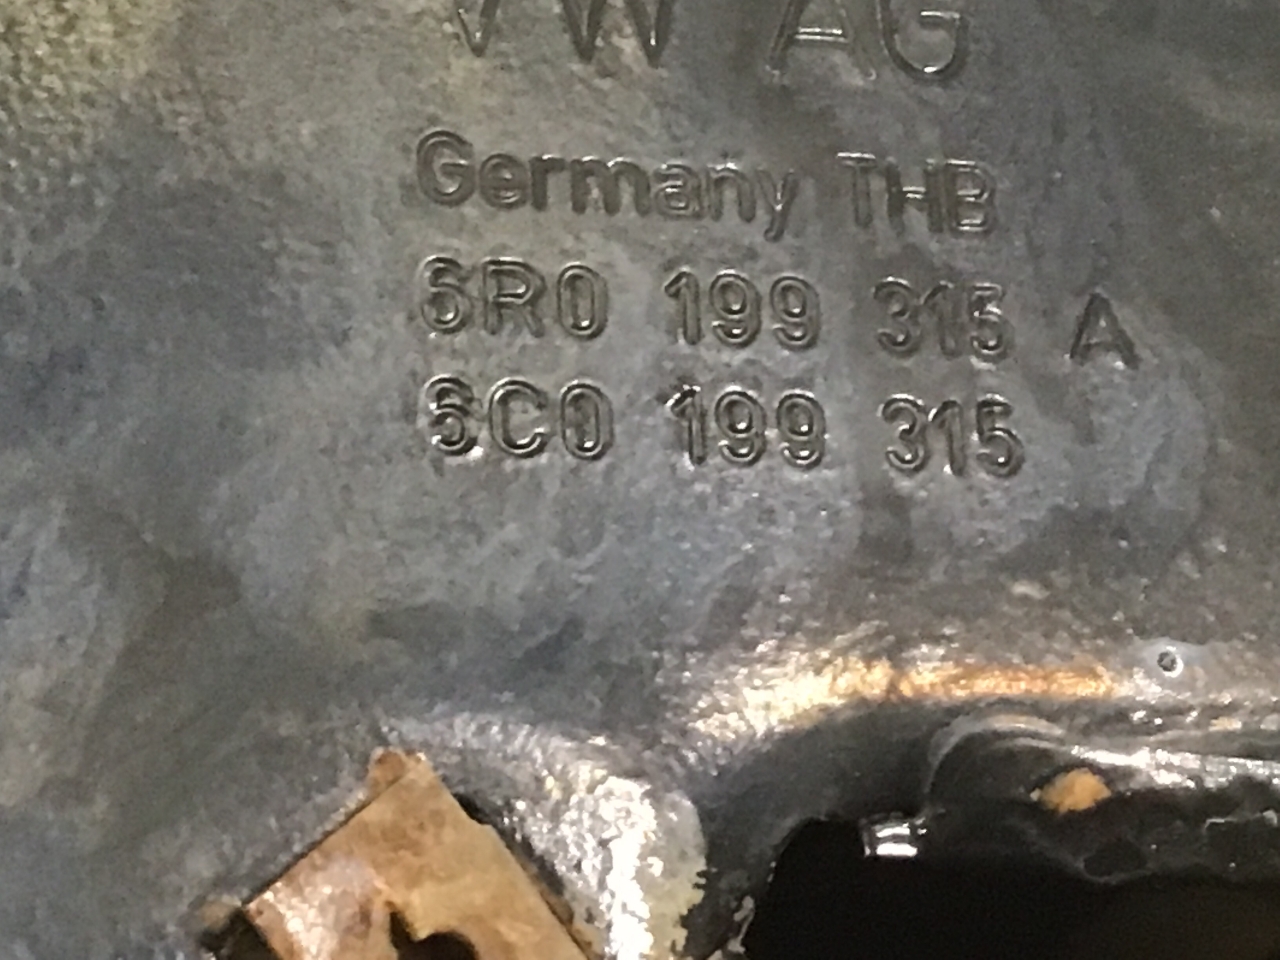 VW AG
Germany THB
6R0 199 315 A
6C0 199 315